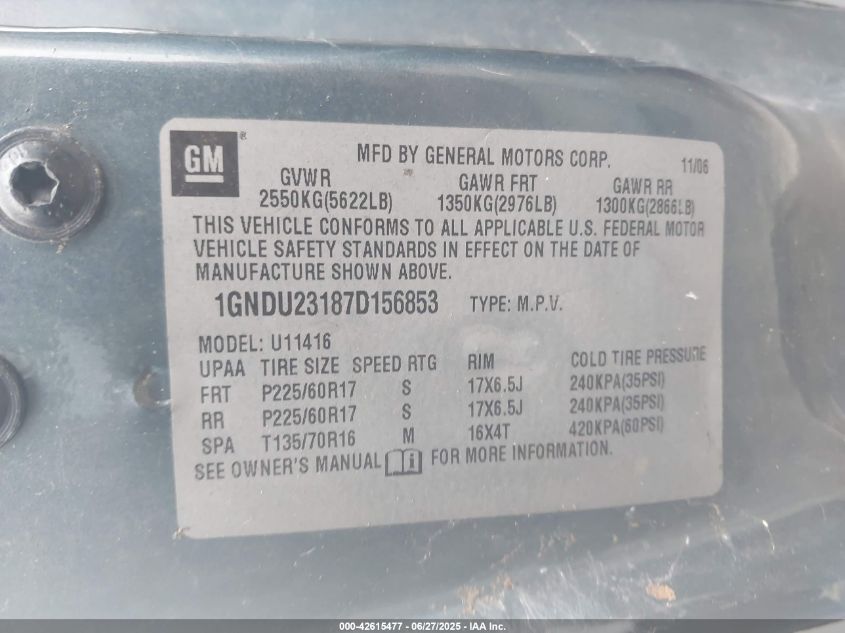 GM ®
MFD BY GENERAL MOTORS CORP. 11/06
GVWR GAWR FRT GAWR RR
2550KG(5622LB) 1350KG(2976LB) 1300KG(2866LB)
THIS VEHICLE CONFORMS TO ALL APPLICABLE U.S. FEDERAL MOTOR
VEHICLE SAFETY STANDARDS IN EFFECT ON THE DATE OF
MANUFACTURE SHOWN ABOVE.
1GNDU23187D156853 TYPE: M.P.V.
MODEL: U11416
UPAA TIRE SIZE SPEED RTG RIM COLD TIRE PRESSURE
FRT P225/60R17 S 17X6.5J 240KPA(35PSI)
RR P225/60R17 S 17X6.5J 240KPA(35PSI)
SPA T135/70R16 M 16X4T 420KPA(60PSI)
SEE OWNER'S MANUAL i FOR MORE INFORMATION.
000-42615477 - 06/27/2025 - IAA Inc.